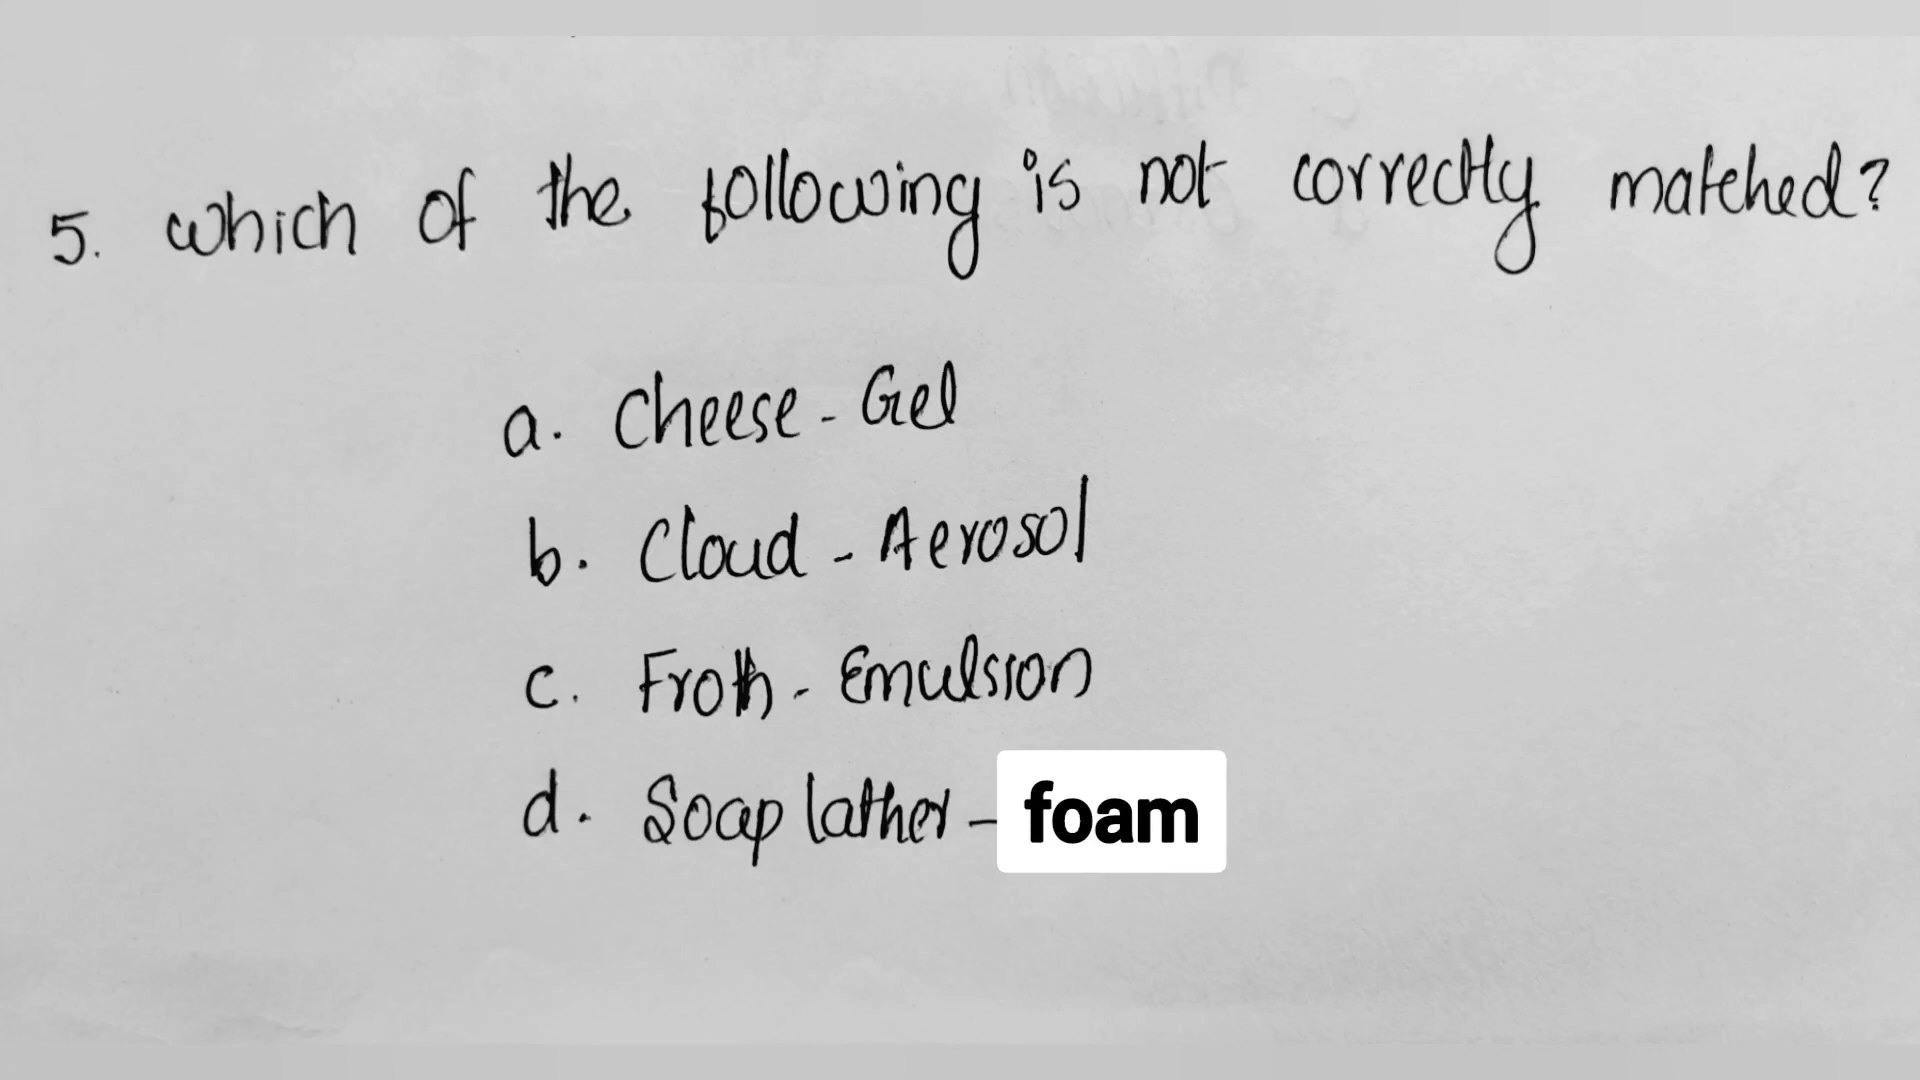 5. which of the following is not correctly matched?
a. Cheese - Gel
b. Cloud - Aerosol
c. Froth - Emulsion
d. Soap lather - foam